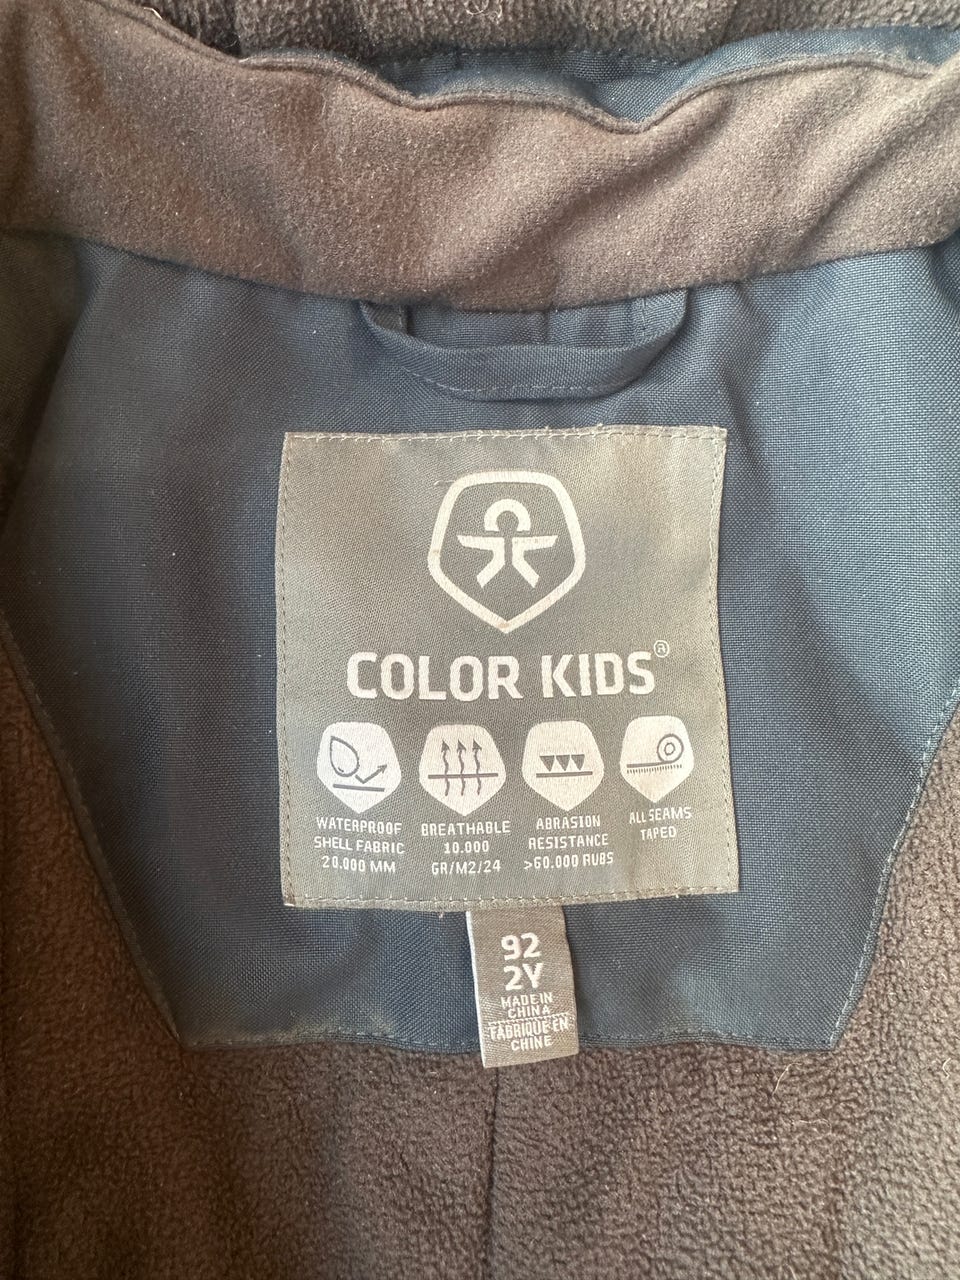 COLOR KIDS®
WATERPROOF
SHELL FABRIC
20.000 MM
BREATHABLE
10.000
GR/M2/24
ABRASION
RESISTANCE
>60.000 RUBS
ALL SEAMS
TAPED
92
2Y
MADE IN
CHINA
FABRIQUÉ EN
CHINE